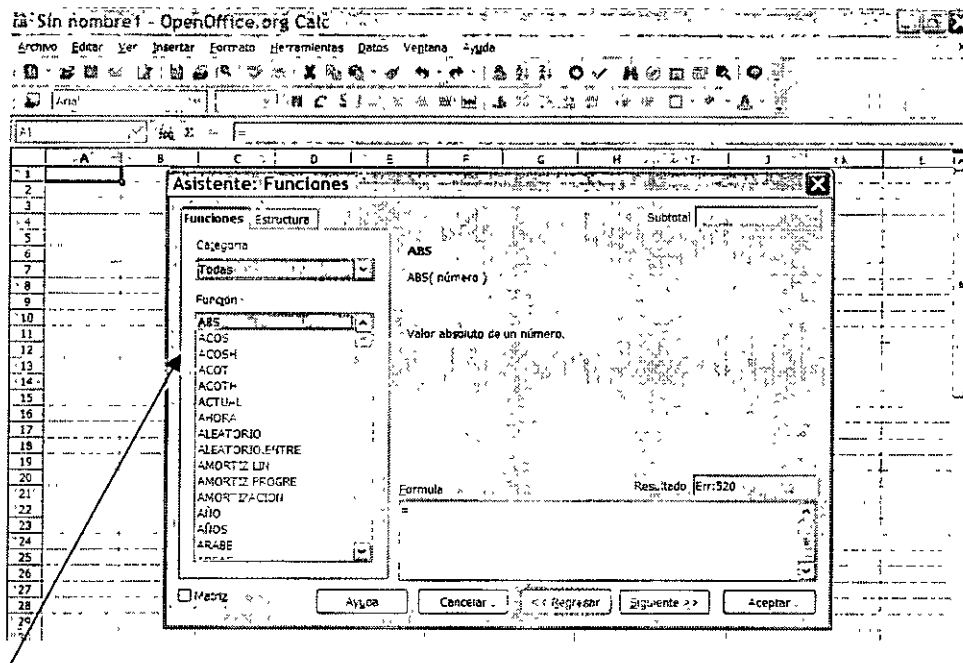 Sin nombre1 - OpenOffice.org Calc
Archivo Editar Ver Insertar Formato Herramientas Datos Ventana Ayuda
Arial
N C S
A1 Σ =
A B C D E F G H I J K L
Asistente: Funciones
Funciones Estructura
Subtotal
Categoría
Todas
ABS
ABS( número )
Función
ABS
Valor absoluto de un número.
ACOS
ACOSH
ACOT
ACOTH
ACTUAL
AHORA
ALEATORIO
ALEATORIO.ENTRE
AMORTIZ LIN
AMORTIZ PROGRE
AMORTIZACION
AÑO
AÑOS
ARABE
Formula
Resultado Err:520
=
Matriz
Ayuda
Cancelar
<< Regresar
Siguiente >>
Aceptar
1
2
3
4
5
6
7
8
9
10
11
12
13
14
15
16
17
18
19
20
21
22
23
24
25
26
27
28
29